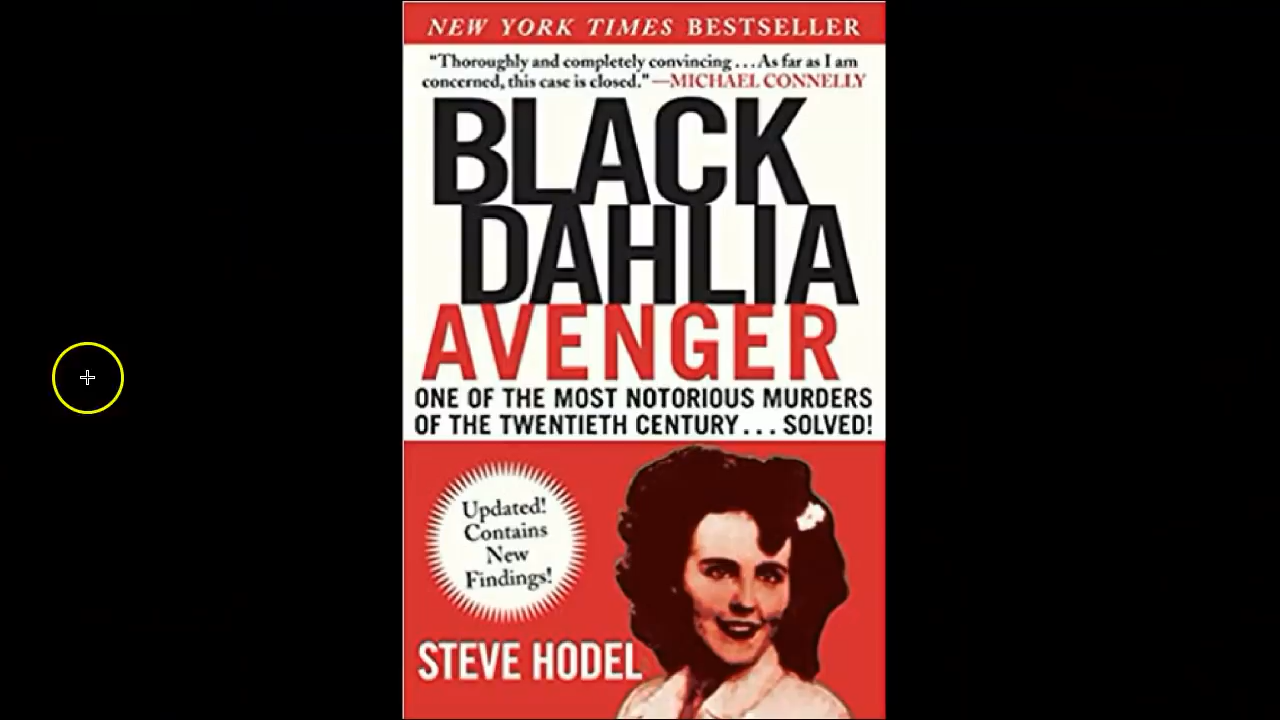 NEW YORK TIMES BESTSELLER
“Thoroughly and completely convincing...As far as I am
concerned, this case is closed.” —MICHAEL CONNELLY
BLACK
DAHLIA
AVENGER
ONE OF THE MOST NOTORIOUS MURDERS
OF THE TWENTIETH CENTURY... SOLVED!
Updated!
Contains
New
Findings!
STEVE HODEL